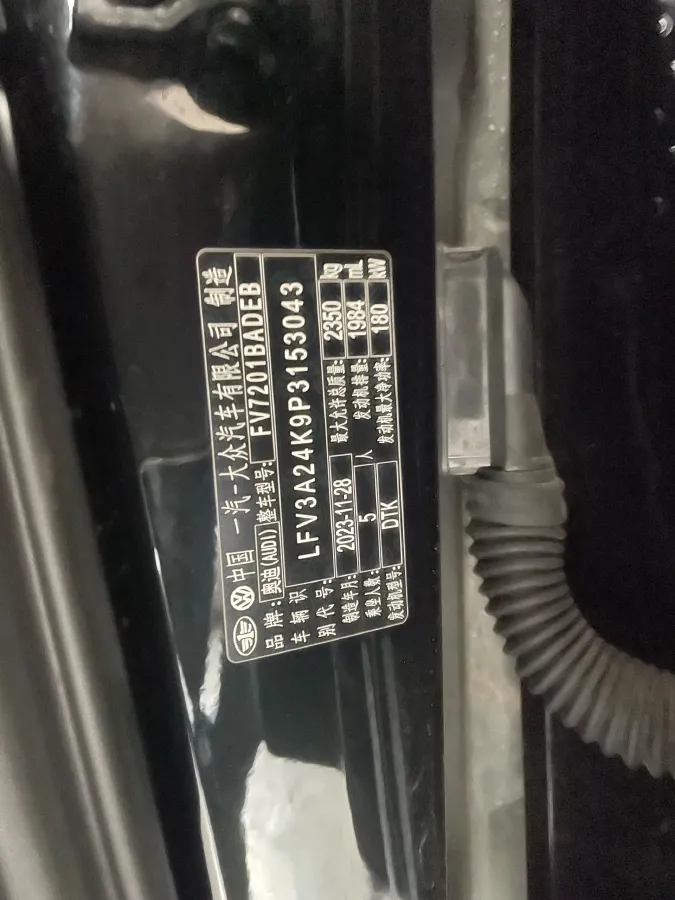 中国 一汽-大众汽车有限公司 制造
品牌: 奥迪(AUDI) 整车型号: FV7201BADEB
车辆识别代号: LFV3A24K9P3153043
制造年月: 2023-11-28 最大允许总质量: 2350 kg
乘坐人数: 5 人 发动机排量: 1984 mL
发动机型号: DTK 发动机最大净功率: 180 kW